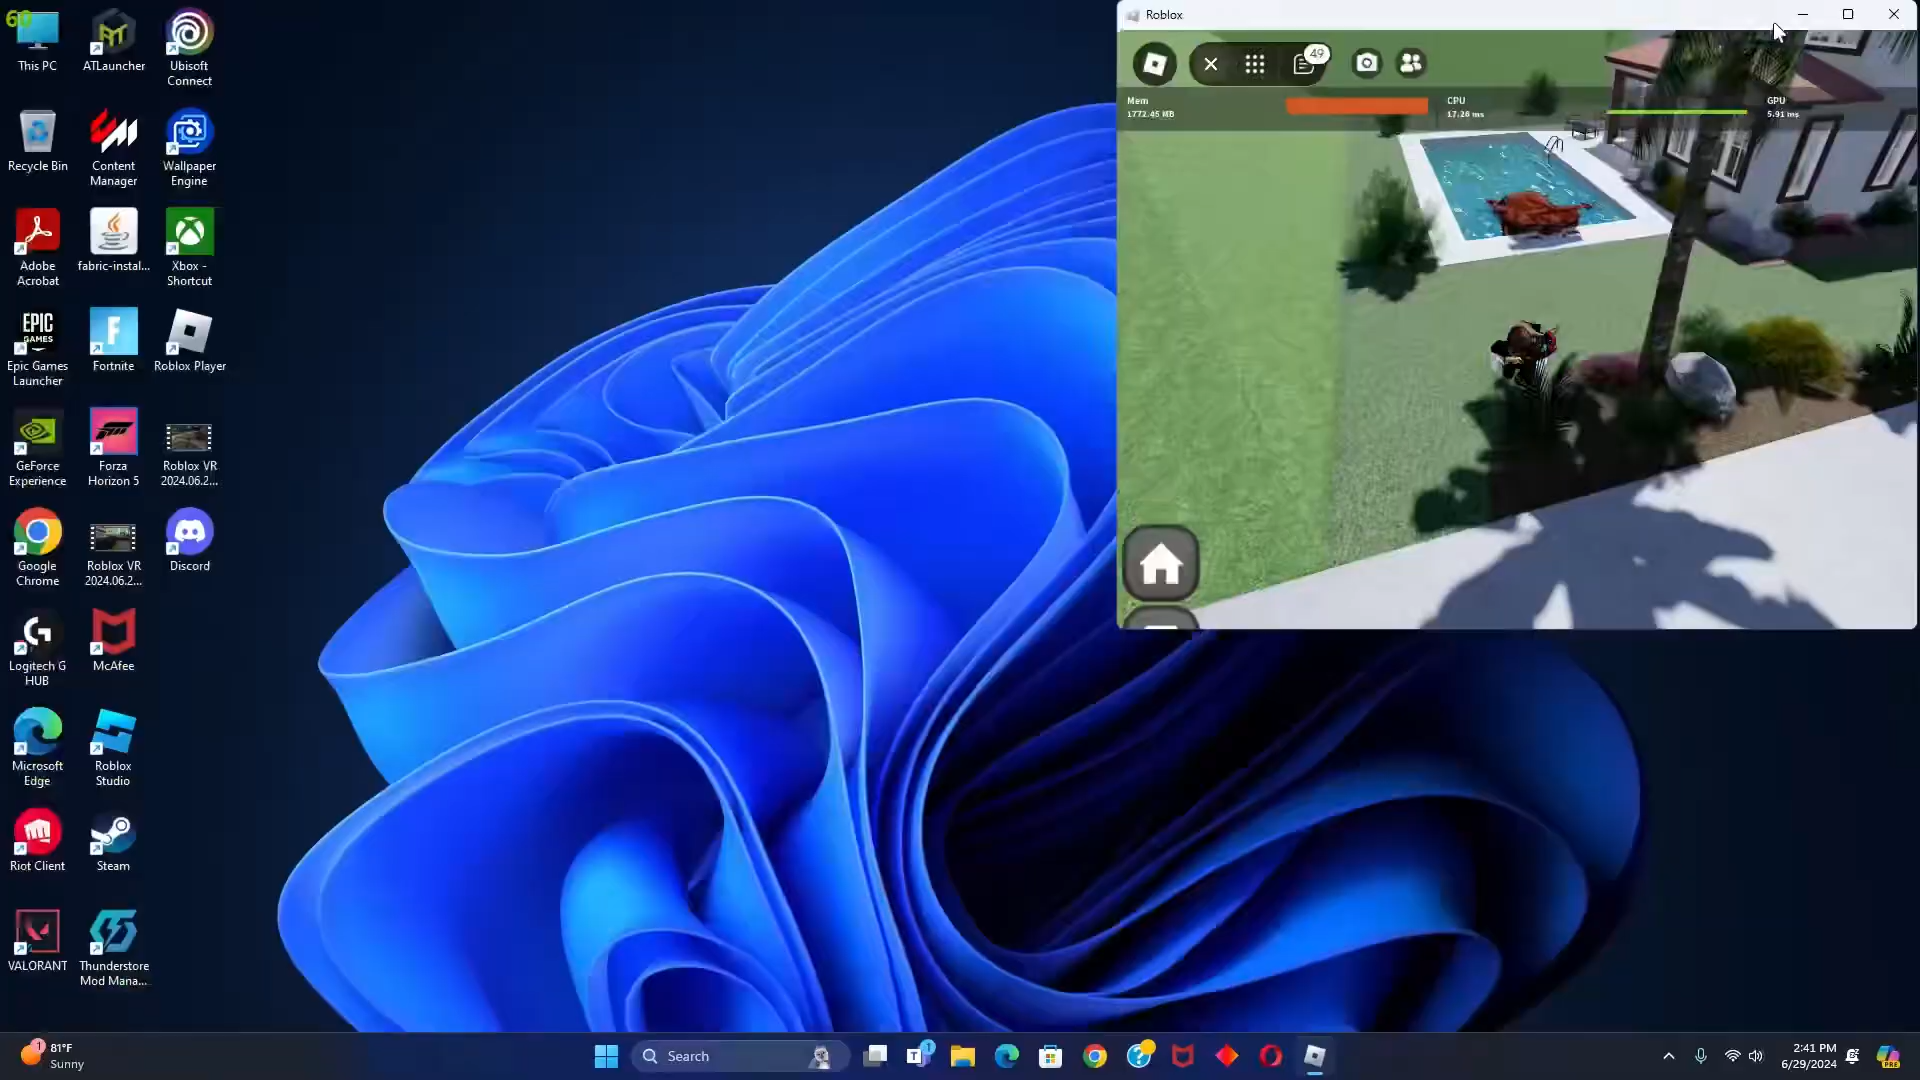 60
This PC
ATLauncher
Ubisoft
Connect
Recycle Bin
Content
Manager
Wallpaper
Engine
Adobe
Acrobat
fabric-instal...
Xbox -
Shortcut
EPIC
GAMES
Epic Games
Launcher
Fortnite
Roblox Player
GeForce
Experience
Forza
Horizon 5
Roblox VR
2024.06.2...
Google
Chrome
Roblox VR
2024.06.2...
Discord
Logitech G
HUB
McAfee
Microsoft
Edge
Roblox
Studio
Riot Client
Steam
VALORANT
Thunderstore
Mod Mana...
Roblox
49
Mem
1772.45 MB
CPU
17.28 ms
GPU
5.91 ms
1
81°F
Sunny
Search
T
1
2:41 PM
6/29/2024
PRE